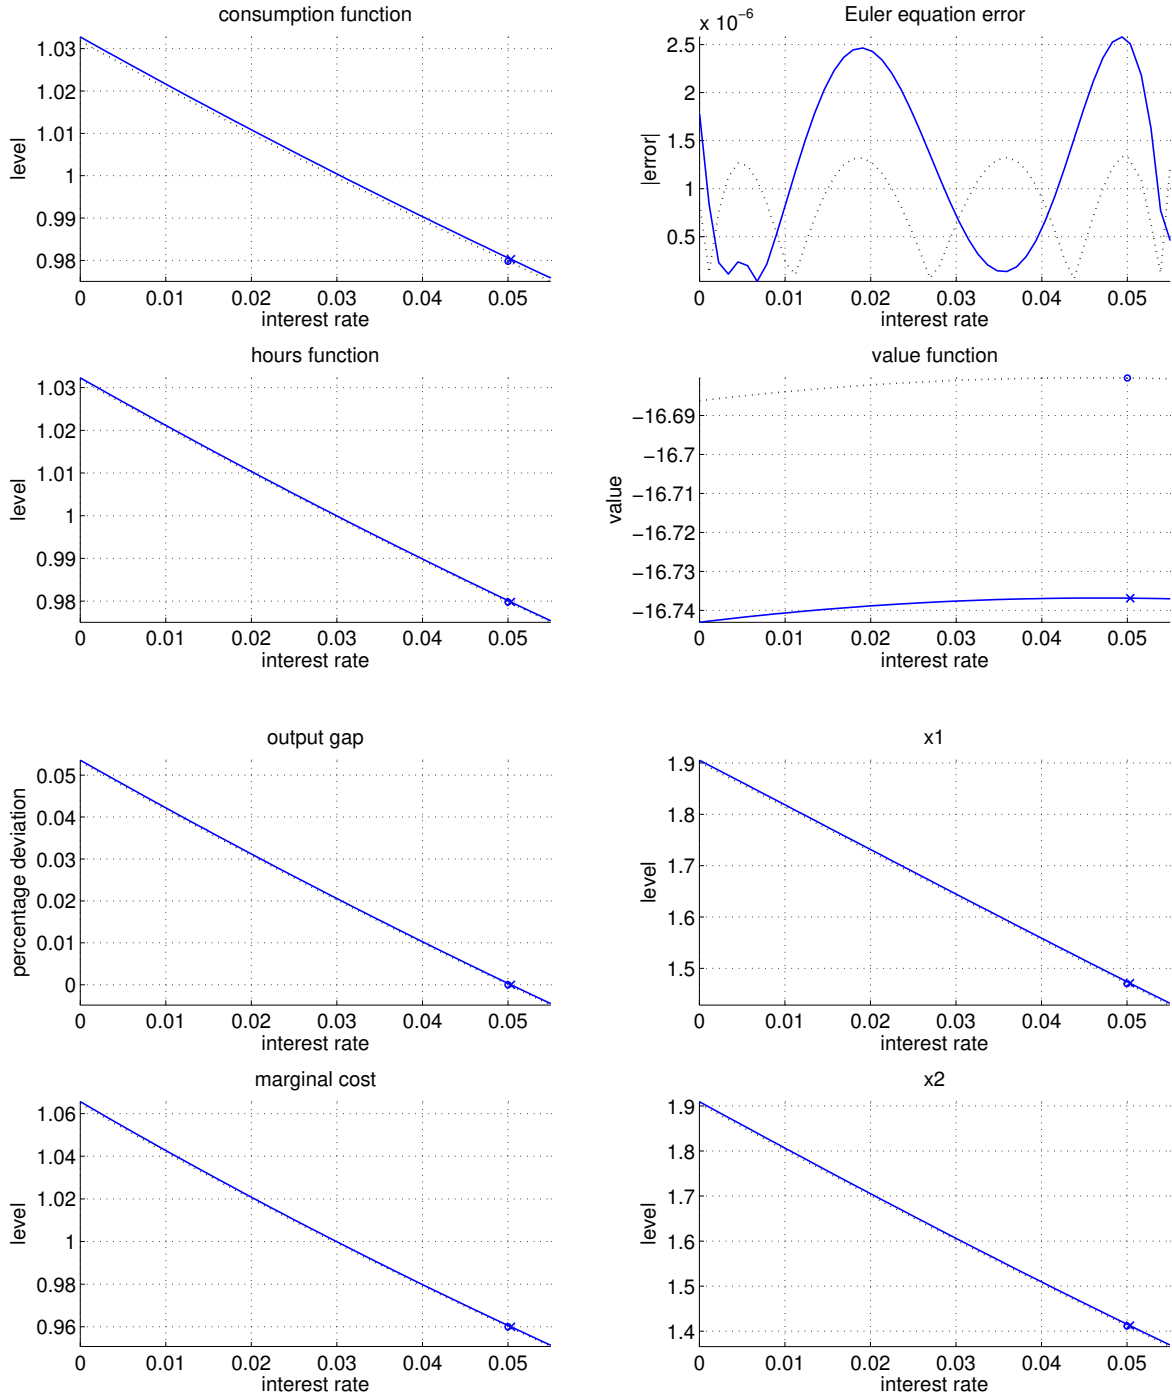 consumption function
1.03
1.02
1.01
1
0.99
0.98
level
0 0.01 0.02 0.03 0.04 0.05
interest rate
Euler equation error
x 10−6
2.5
2
1.5
1
0.5
|error|
0 0.01 0.02 0.03 0.04 0.05
interest rate
hours function
1.03
1.02
1.01
1
0.99
0.98
level
0 0.01 0.02 0.03 0.04 0.05
interest rate
value function
−16.69
−16.7
−16.71
−16.72
−16.73
−16.74
value
0 0.01 0.02 0.03 0.04 0.05
interest rate
output gap
0.05
0.04
0.03
0.02
0.01
0
percentage deviation
0 0.01 0.02 0.03 0.04 0.05
interest rate
x1
1.9
1.8
1.7
1.6
1.5
level
0 0.01 0.02 0.03 0.04 0.05
interest rate
marginal cost
1.06
1.04
1.02
1
0.98
0.96
level
0 0.01 0.02 0.03 0.04 0.05
interest rate
x2
1.9
1.8
1.7
1.6
1.5
1.4
level
0 0.01 0.02 0.03 0.04 0.05
interest rate